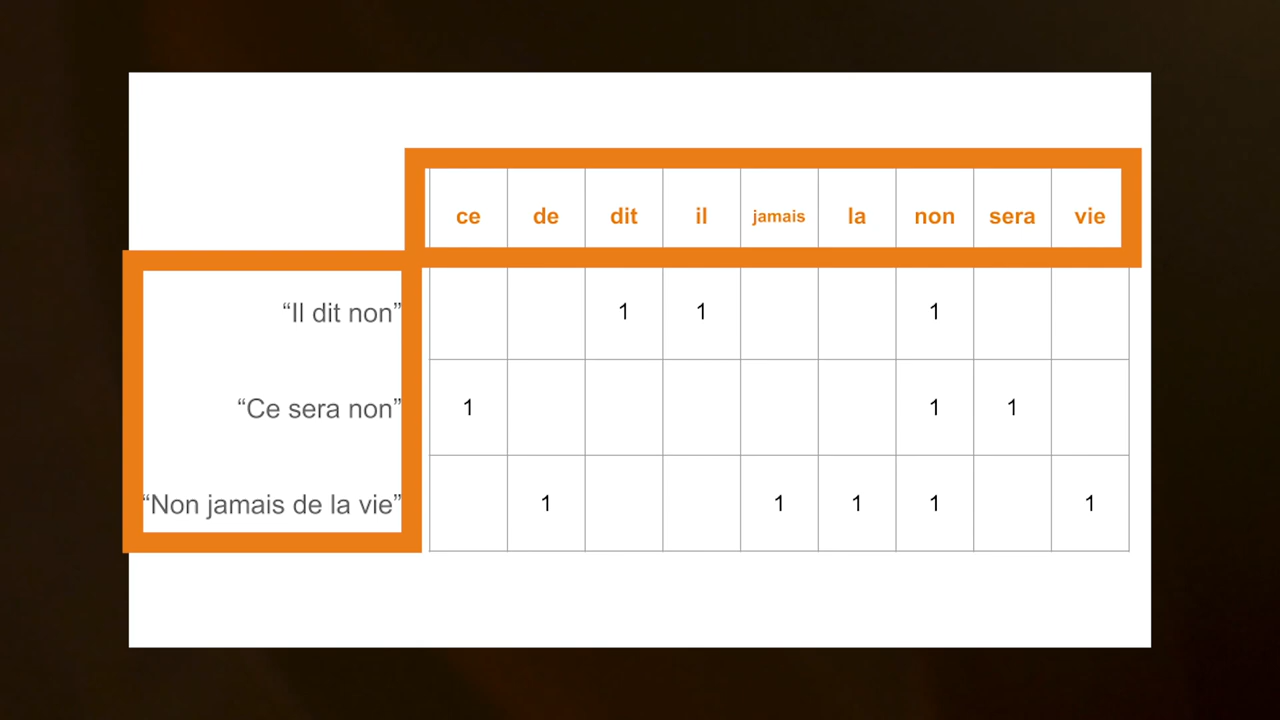 ce de dit il jamais la non sera vie
“Il dit non” 1 1 1
“Ce sera non” 1 1 1
“Non jamais de la vie” 1 1 1 1 1